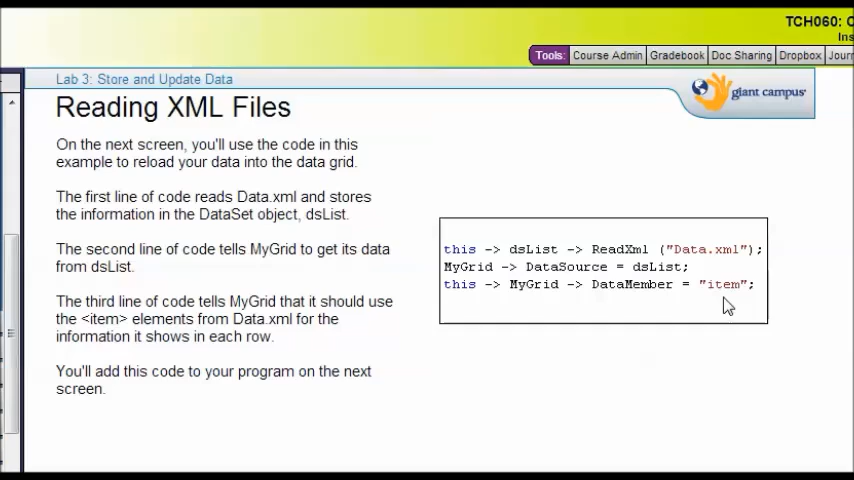 TCH060: C
Ins
Tools: Course Admin Gradebook Doc Sharing Dropbox Journ
Lab 3: Store and Update Data
giant campus
Reading XML Files
On the next screen, you'll use the code in this
example to reload your data into the data grid.
The first line of code reads Data.xml and stores
the information in the DataSet object, dsList.
The second line of code tells MyGrid to get its data
from dsList.
The third line of code tells MyGrid that it should use
the <item> elements from Data.xml for the
information it shows in each row.
You'll add this code to your program on the next
screen.
this -> dsList -> ReadXml ("Data.xml");
MyGrid -> DataSource = dsList;
this -> MyGrid -> DataMember = "item";